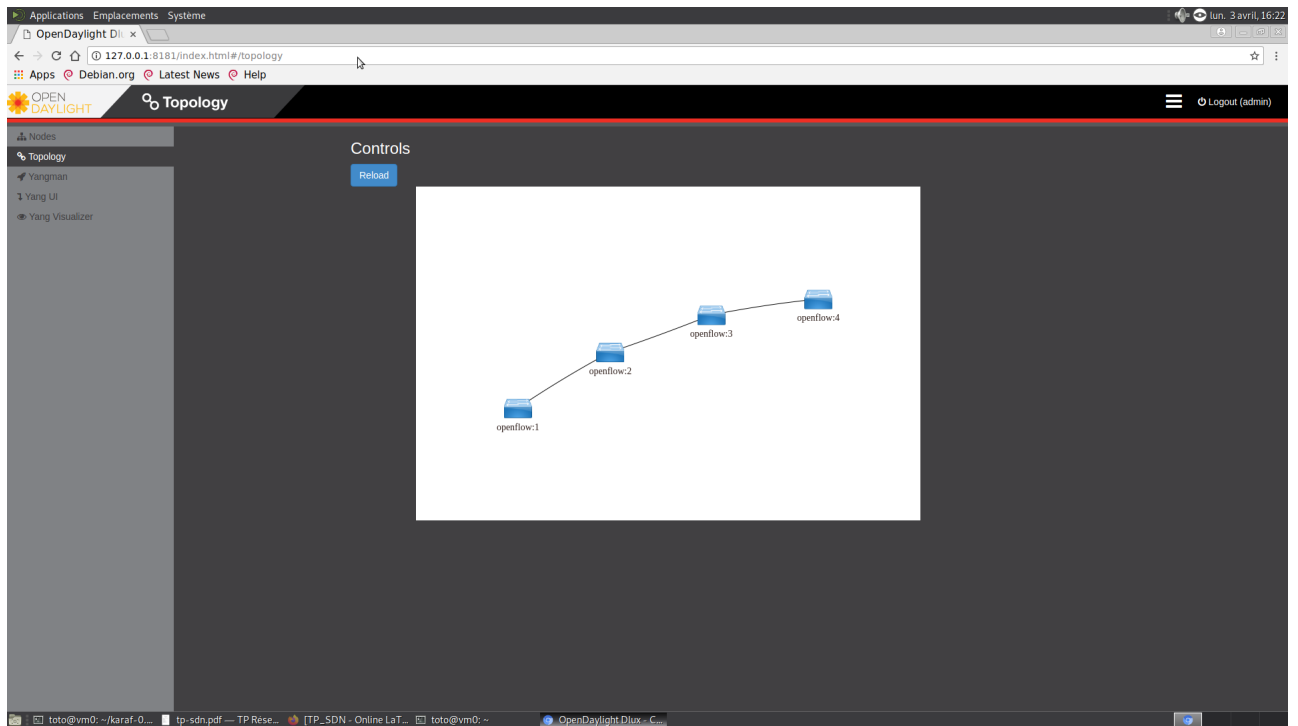 Applications Emplacements Système
lun. 3 avril, 16:22
OpenDaylight Dl
127.0.0.1:8181/index.html#/topology
Apps Debian.org Latest News Help
OPEN
DAYLIGHT
Topology
Logout (admin)
Nodes
Topology
Yangman
Yang UI
Yang Visualizer
Controls
Reload
openflow:4
openflow:3
openflow:2
openflow:1
toto@vm0: ~/karaf-0.... tp-sdn.pdf — TP Rése... [TP_SDN - Online LaT... toto@vm0: ~ OpenDaylight Dlux - C...